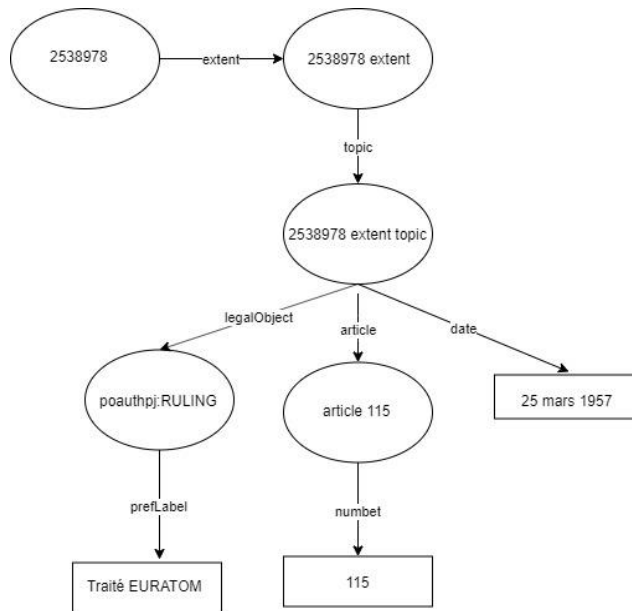 2538978
extent
2538978 extent
topic
2538978 extent topic
legalObject
article
date
poauthpj:RULING
article 115
25 mars 1957
prefLabel
numbet
Traité EURATOM
115